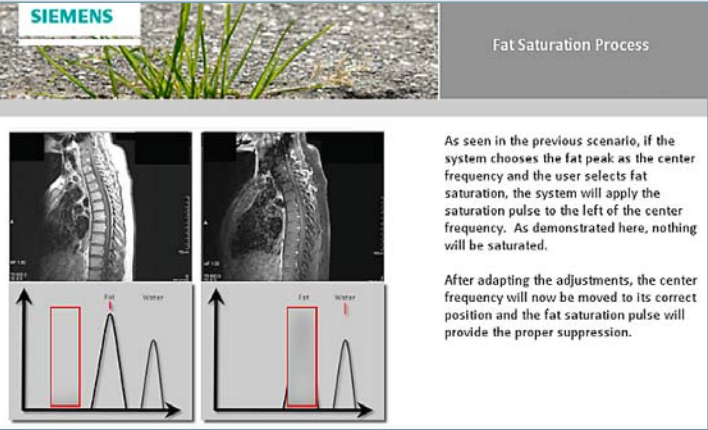 SIEMENS
Fat Saturation Process
As seen in the previous scenario, if the
system chooses the fat peak as the center
frequency and the user selects fat
saturation, the system will apply the
saturation pulse to the left of the center
frequency. As demonstrated here, nothing
will be saturated.
After adapting the adjustments, the center
frequency will now be moved to its correct
position and the fat saturation pulse will
provide the proper suppression.
Fat Water
Fat Water